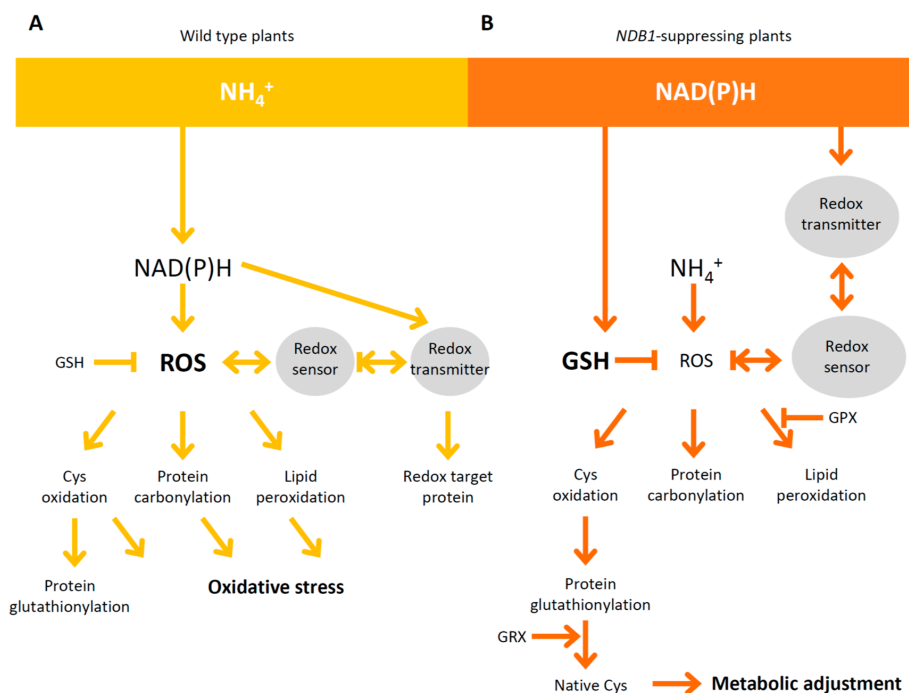 A
Wild type plants
B
NDB1-suppressing plants
NH₄⁺
NAD(P)H
NAD(P)H
GSH
ROS
Redox
sensor
Redox
transmitter
Cys
oxidation
Protein
carbonylation
Lipid
peroxidation
Redox target
protein
Protein
glutathionylation
Oxidative stress
Redox
transmitter
NH₄⁺
GSH
ROS
Redox
sensor
GPX
Cys
oxidation
Protein
carbonylation
Lipid
peroxidation
Protein
glutathionylation
GRX
Native Cys
Metabolic adjustment